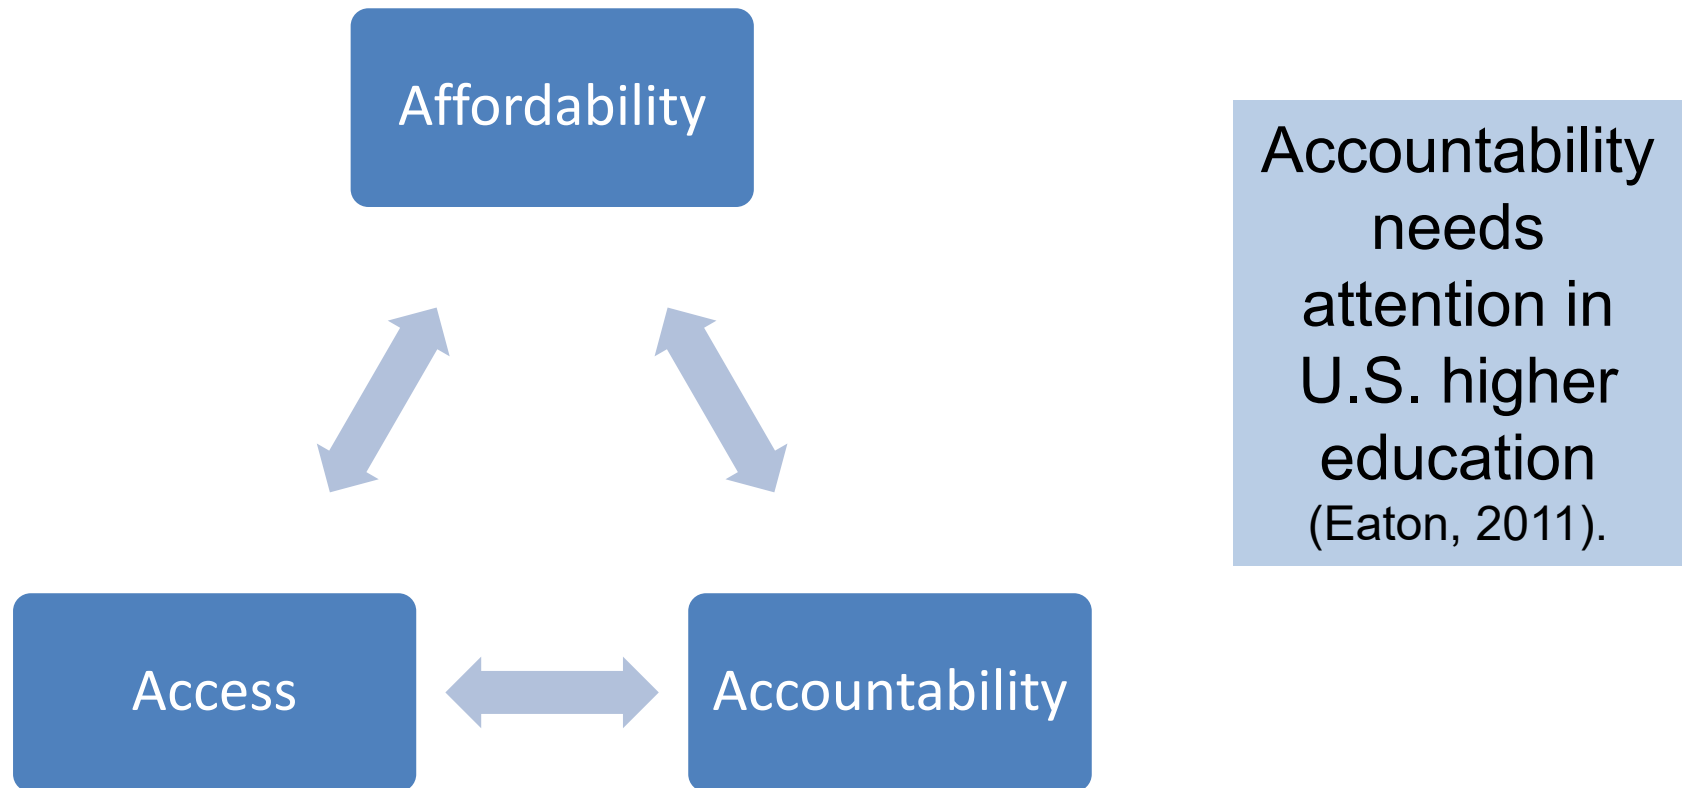 Affordability
Access
Accountability
Accountability
needs
attention in
U.S. higher
education
(Eaton, 2011).